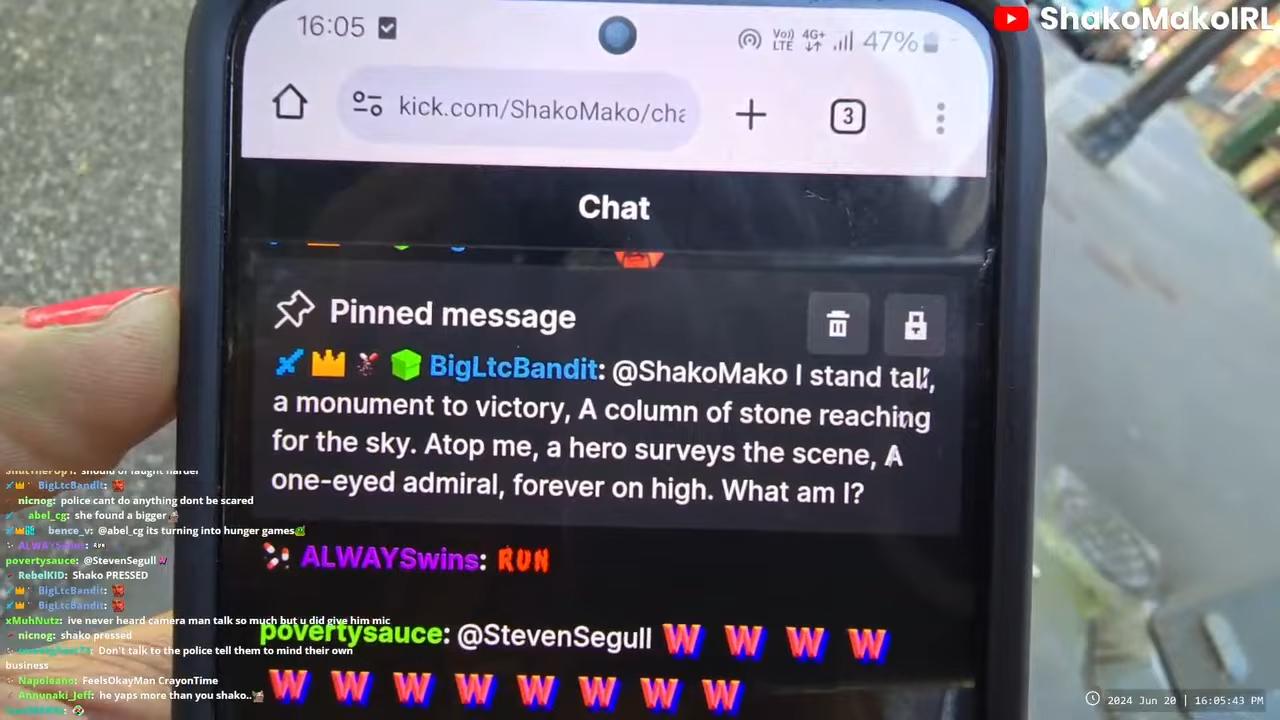 16:05
VoLTE 4G+ 47%
ShakoMakoIRL
kick.com/ShakoMako/cha
3
Chat
Pinned message
BigLtcBandit: @ShakoMako I stand tall,
a monument to victory, A column of stone reaching
for the sky. Atop me, a hero surveys the scene, A
one-eyed admiral, forever on high. What am I?
ALWAYSwins: RUN
povertysauce: @StevenSegull W W W W
W W W W W W W W
BigLtcBandit:
nicnog: police cant do anything dont be scared
abel_cg: she found a bigger
bence_v: @abel_cg its turning into hunger games
ALWAYSwins: RUN
povertysauce: @StevenSegull W
RebelKID: Shako PRESSED
BigLtcBandit:
BigLtcBandit:
xMuhNutz: ive never heard camera man talk so much but u did give him mic
nicnog: shako pressed
Don't talk to the police tell them to mind their own
business
Napoleano: FeelsOkayMan CrayonTime
Annunaki_Jeff: he yaps more than you shako..
2024 Jun 20 | 16:05:43 PM